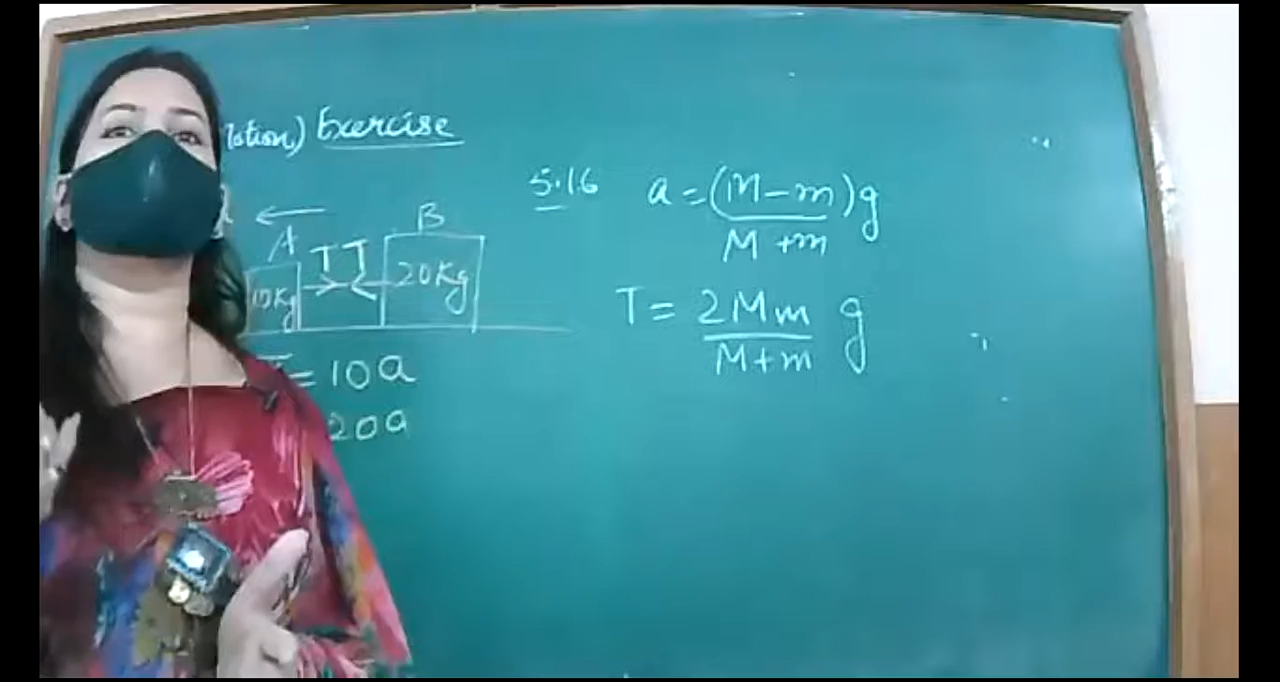 Exercise
A
T T
B
10Kg
20Kg
= 10a
20a
5.16 a = (M-m)g
M+m
T = 2Mm g
M+m